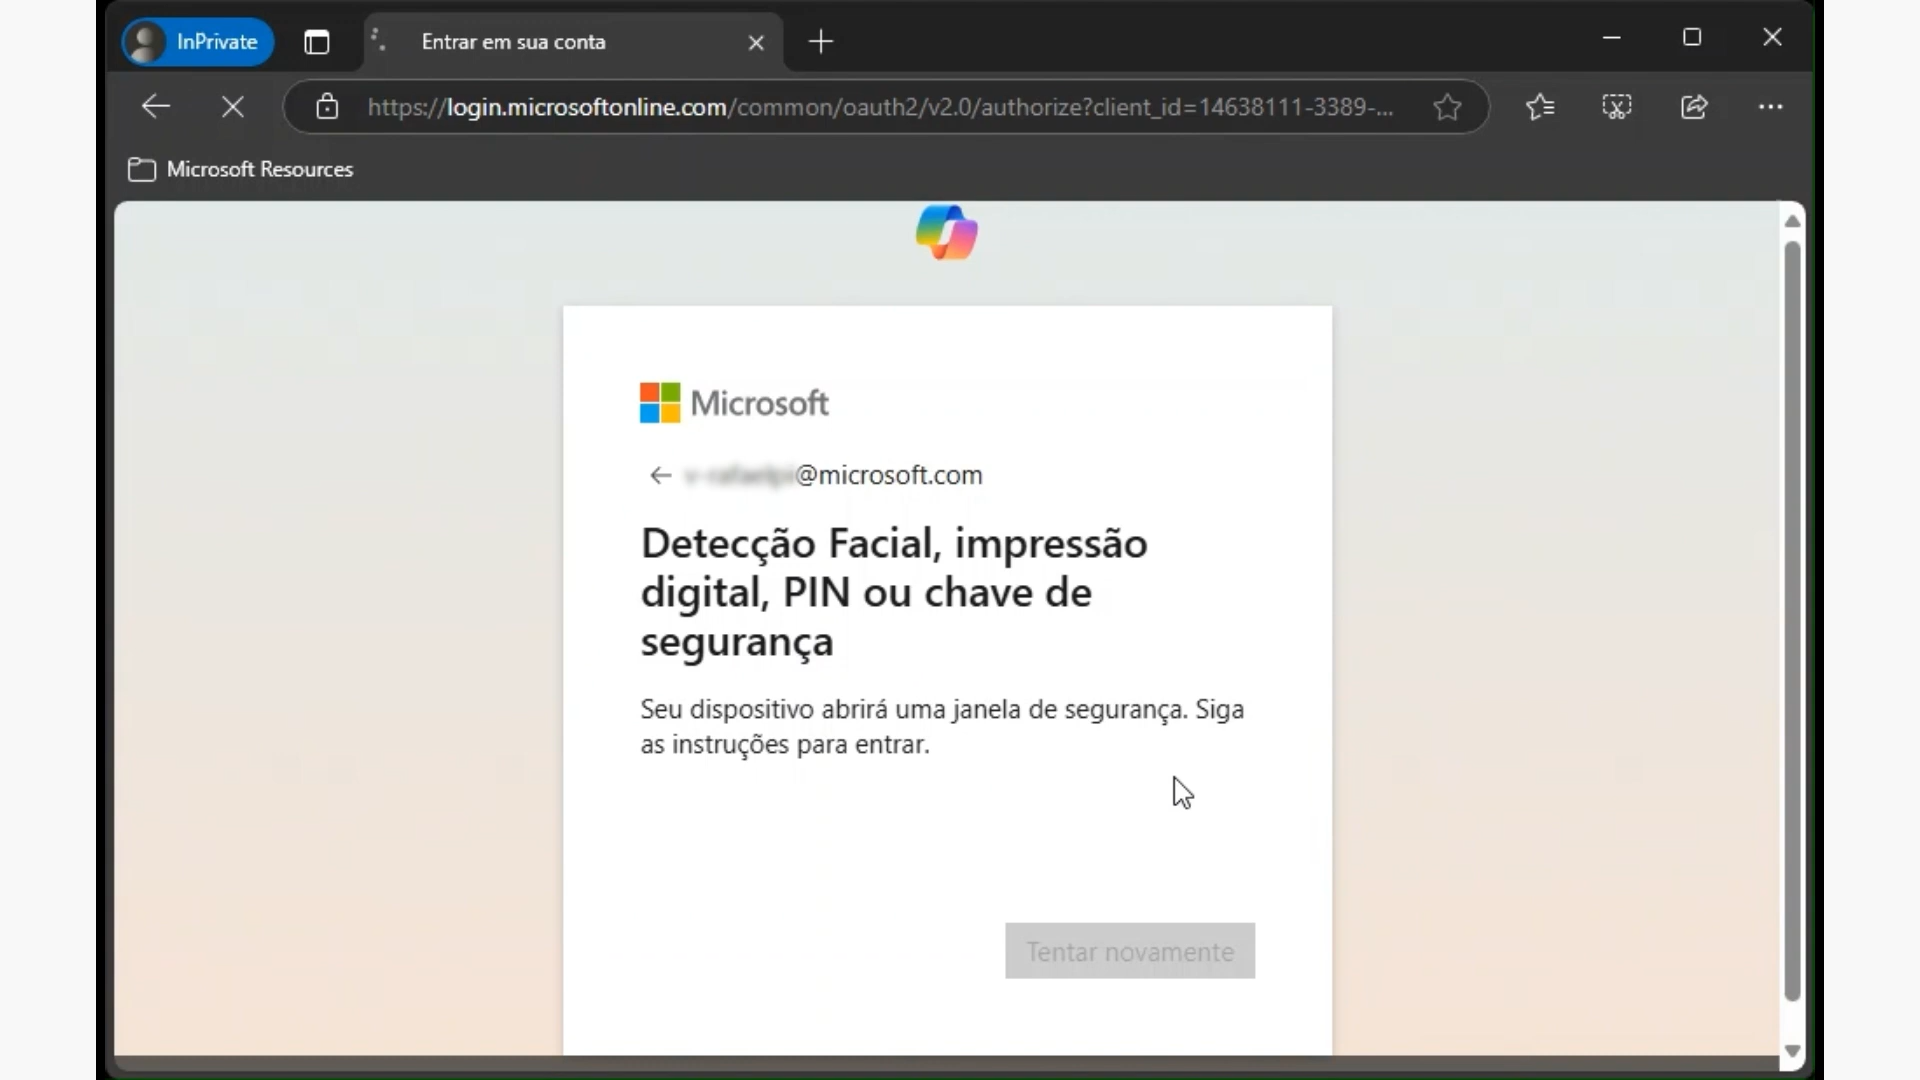 InPrivate
Entrar em sua conta
https://login.microsoftonline.com/common/oauth2/v2.0/authorize?client_id=14638111-3389-...
Microsoft Resources
Microsoft
@microsoft.com
Detecção Facial, impressão
digital, PIN ou chave de
segurança
Seu dispositivo abrirá uma janela de segurança. Siga
as instruções para entrar.
Tentar novamente